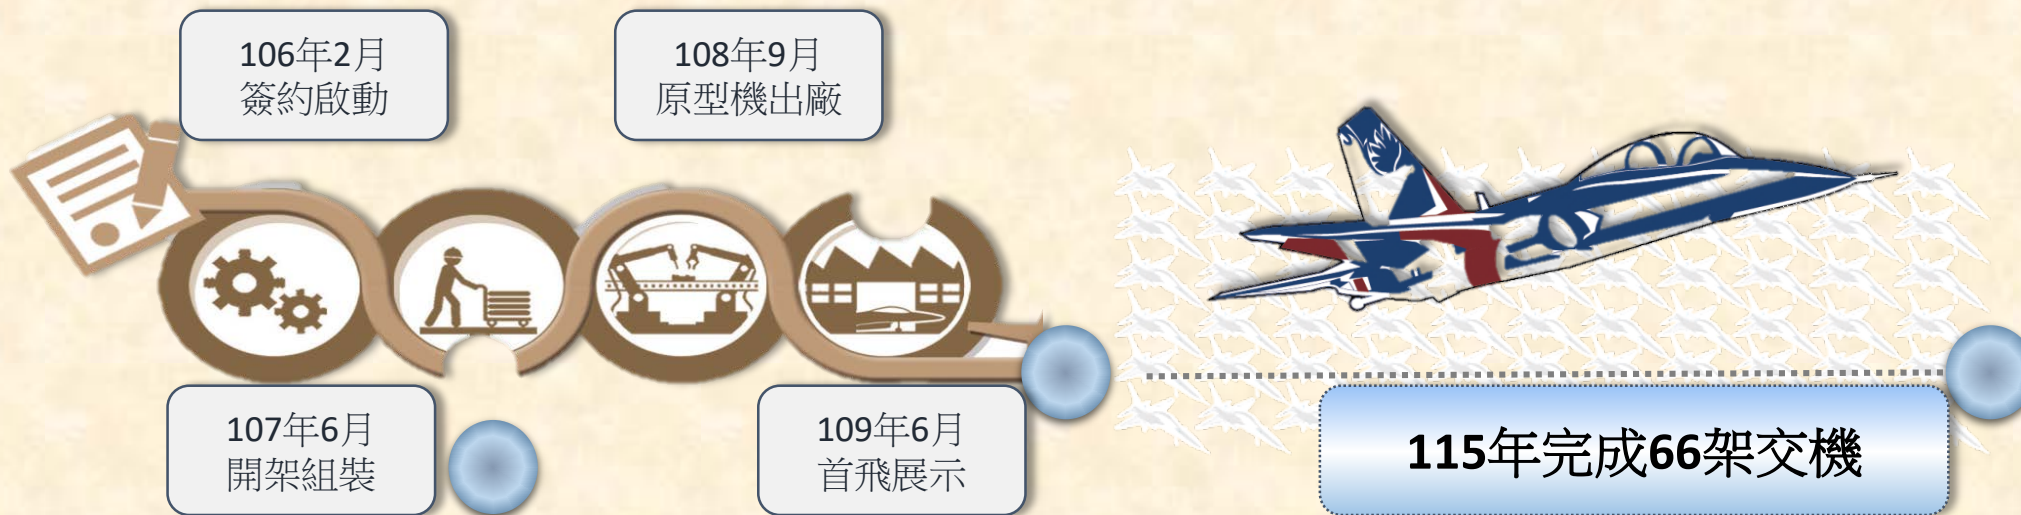 106年2月
簽約啟動
108年9月
原型機出廠
107年6月
開架組裝
109年6月
首飛展示
115年完成66架交機